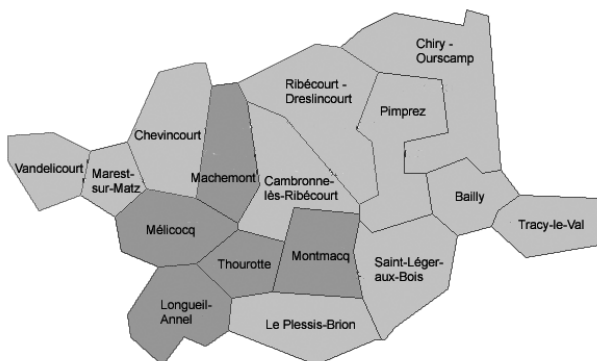 Chiry -
Ourscamp
Ribécourt -
Dreslincourt
Pimprez
Chevincourt
Vandelicourt
Marest-
sur-Matz
Machemont
Cambronne-
lès-Ribécourt
Bailly
Tracy-le-Val
Mélicocq
Thourotte
Montmacq
Saint-Léger-
aux-Bois
Longueil-
Annel
Le Plessis-Brion